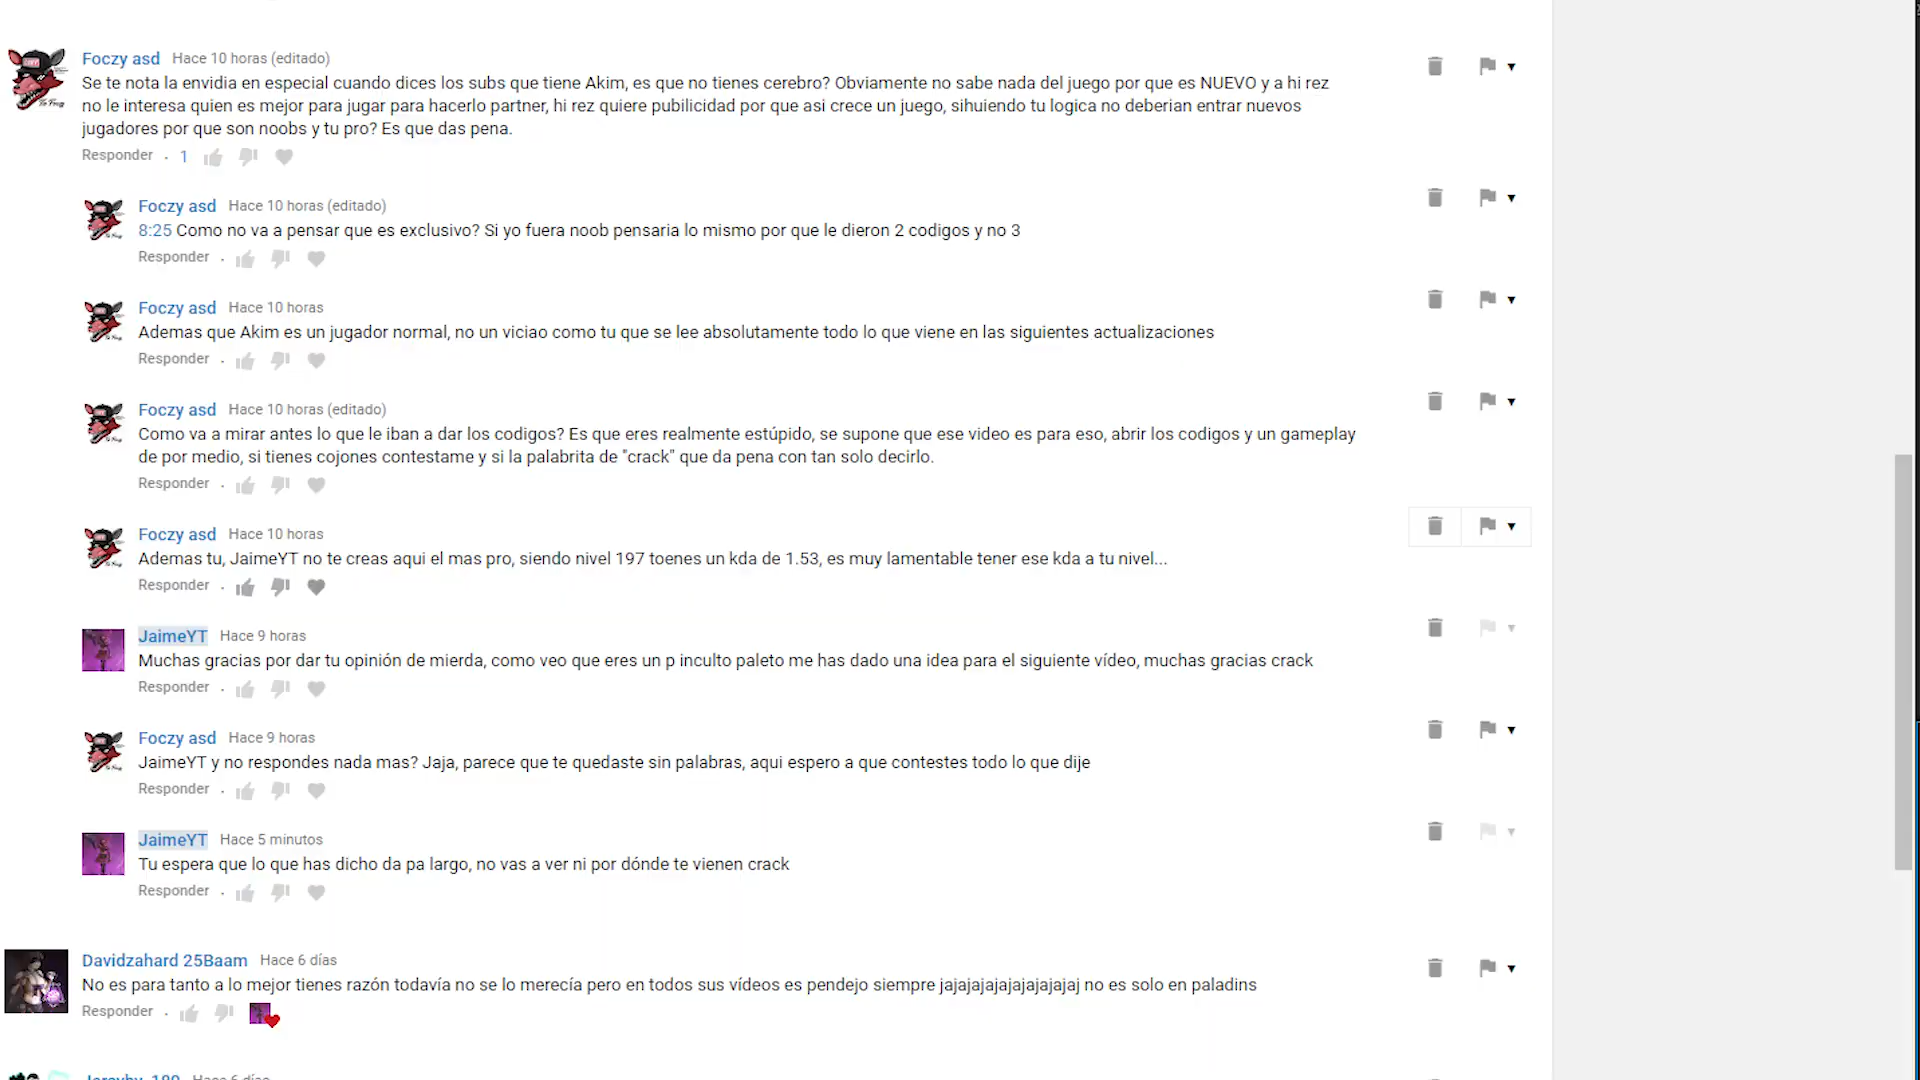 Foczy asd Hace 10 horas (editado)
Se te nota la envidia en especial cuando dices los subs que tiene Akim, es que no tienes cerebro? Obviamente no sabe nada del juego por que es NUEVO y a hi rez
no le interesa quien es mejor para jugar para hacerlo partner, hi rez quiere pubilicidad por que asi crece un juego, sihuiendo tu logica no deberian entrar nuevos
jugadores por que son noobs y tu pro? Es que das pena.
Responder · 1
Foczy asd Hace 10 horas (editado)
8:25 Como no va a pensar que es exclusivo? Si yo fuera noob pensaria lo mismo por que le dieron 2 codigos y no 3
Responder ·
Foczy asd Hace 10 horas
Ademas que Akim es un jugador normal, no un viciao como tu que se lee absolutamente todo lo que viene en las siguientes actualizaciones
Responder ·
Foczy asd Hace 10 horas (editado)
Como va a mirar antes lo que le iban a dar los codigos? Es que eres realmente estúpido, se supone que ese video es para eso, abrir los codigos y un gameplay
de por medio, si tienes cojones contestame y si la palabrita de "crack" que da pena con tan solo decirlo.
Responder ·
Foczy asd Hace 10 horas
Ademas tu, JaimeYT no te creas aqui el mas pro, siendo nivel 197 toenes un kda de 1.53, es muy lamentable tener ese kda a tu nivel...
Responder ·
JaimeYT Hace 9 horas
Muchas gracias por dar tu opinión de mierda, como veo que eres un p inculto paleto me has dado una idea para el siguiente vídeo, muchas gracias crack
Responder ·
Foczy asd Hace 9 horas
JaimeYT y no respondes nada mas? Jaja, parece que te quedaste sin palabras, aqui espero a que contestes todo lo que dije
Responder ·
JaimeYT Hace 5 minutos
Tu espera que lo que has dicho da pa largo, no vas a ver ni por dónde te vienen crack
Responder ·
Davidzahard 25Baam Hace 6 días
No es para tanto a lo mejor tienes razón todavía no se lo merecía pero en todos sus vídeos es pendejo siempre jajajajajajajajajaj no es solo en paladins
Responder ·
Hace 6 días